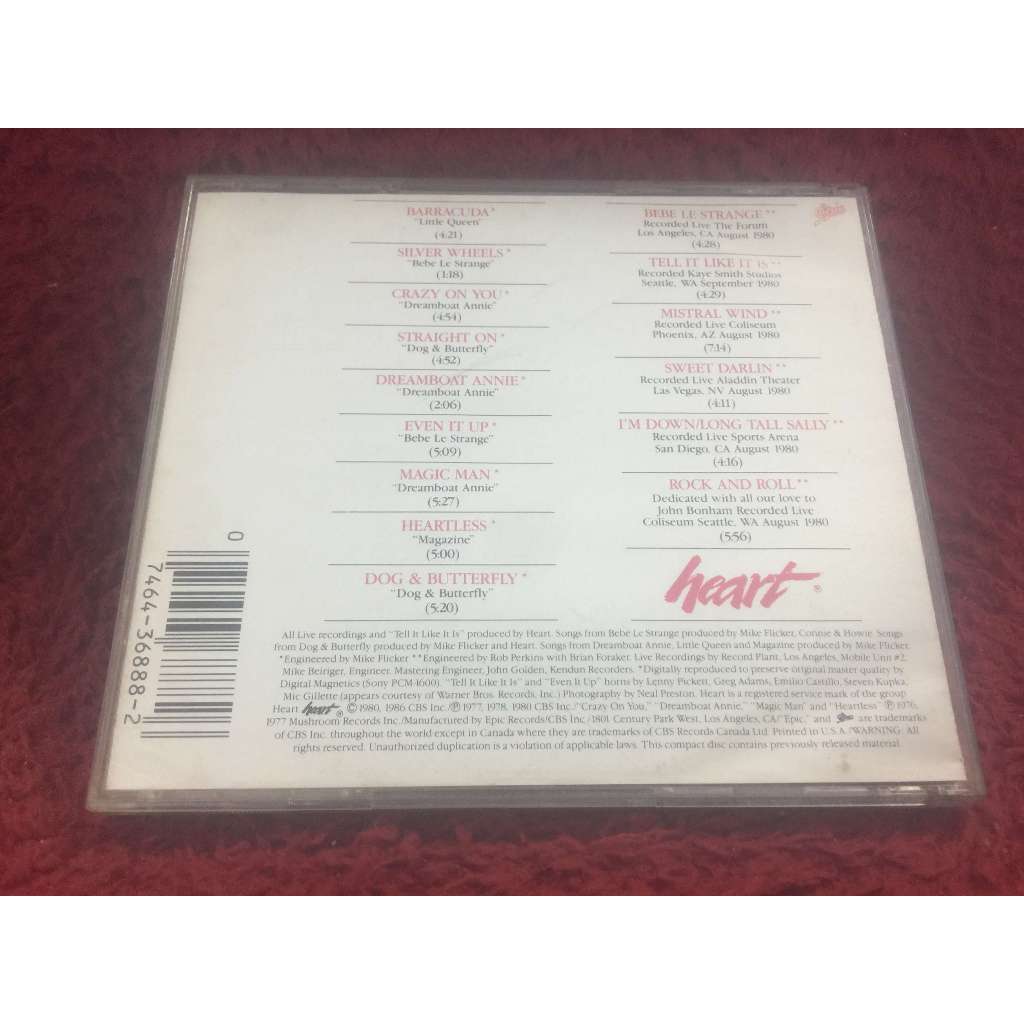 BARRACUDA*
"Little Queen"
(4:21)
SILVER WHEELS*
"Bebe Le Strange"
(1:18)
CRAZY ON YOU*
"Dreamboat Annie"
(4:54)
STRAIGHT ON*
"Dog & Butterfly"
(4:52)
DREAMBOAT ANNIE*
"Dreamboat Annie"
(2:06)
EVEN IT UP*
"Bebe Le Strange"
(5:09)
MAGIC MAN*
"Dreamboat Annie"
(5:27)
HEARTLESS*
"Magazine"
(5:00)
DOG & BUTTERFLY*
"Dog & Butterfly"
(5:20)
BEBE LE STRANGE**
Recorded Live The Forum
Los Angeles, CA August 1980
(4:28)
TELL IT LIKE IT IS**
Recorded Kaye Smith Studios
Seattle, WA September 1980
(4:29)
MISTRAL WIND**
Recorded Live Coliseum
Phoenix, AZ August 1980
(7:14)
SWEET DARLIN**
Recorded Live Aladdin Theater
Las Vegas, NV August 1980
(4:11)
I'M DOWN/LONG TALL SALLY**
Recorded Live Sports Arena
San Diego, CA August 1980
(4:16)
ROCK AND ROLL**
Dedicated with all our love to
John Bonham Recorded Live
Coliseum Seattle, WA August 1980
(5:56)
heart®
0 7464-36888-2
All Live recordings and "Tell It Like It Is" produced by Heart. Songs from Bebe Le Strange produced by Mike Flicker, Connie & Howie. Songs
from Dog & Butterfly produced by Mike Flicker and Heart. Songs from Dreamboat Annie, Little Queen and Magazine produced by Mike Flicker.
*Engineered by Mike Flicker **Engineered by Rob Perkins with Brian Foraker. Live Recordings by Record Plant, Los Angeles, Mobile Unit #2,
Mike Beiriger, Engineer. Mastering Engineer, John Golden, Kendun Recorders. *Digitally reproduced to preserve original master quality by
Digital Magnetics (Sony PCM-1600). "Tell It Like It Is" and "Even It Up" horns by Lenny Pickett, Greg Adams, Emilio Castillo, Steven Kupka,
Mic Gillette (appears courtesy of Warner Bros. Records, Inc.) Photography by Neal Preston. Heart is a registered service mark of the group
Heart heart® © 1980, 1986 CBS Inc./℗ 1977, 1978, 1980 CBS Inc./"Crazy On You," "Dreamboat Annie," "Magic Man" and "Heartless" ℗ 1976,
1977 Mushroom Records Inc./Manufactured by Epic Records/CBS Inc./1801 Century Park West, Los Angeles, CA/"Epic," and are trademarks
of CBS Inc. throughout the world except in Canada where they are trademarks of CBS Records Canada Ltd. Printed in U.S.A./WARNING: All
rights reserved. Unauthorized duplication is a violation of applicable laws. This compact disc contains previously released material.